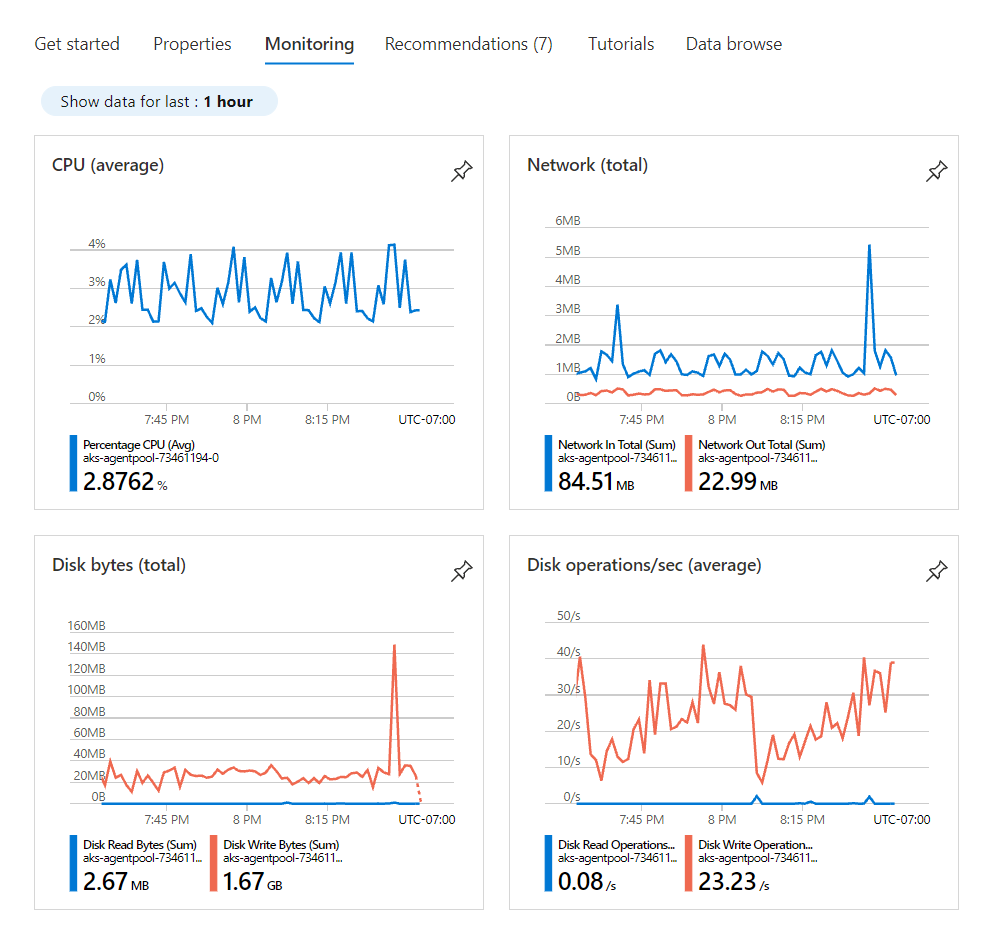 Get started Properties Monitoring Recommendations (7) Tutorials Data browse
Show data for last : 1 hour
CPU (average)
4%
3%
2%
1%
0%
7:45 PM 8 PM 8:15 PM UTC-07:00
Percentage CPU (Avg)
aks-agentpool-73461194-0
2.8762 %
Network (total)
6MB
5MB
4MB
3MB
2MB
1MB
0B
7:45 PM 8 PM 8:15 PM UTC-07:00
Network In Total (Sum) Network Out Total (Sum)
aks-agentpool-734611... aks-agentpool-734611...
84.51 MB 22.99 MB
Disk bytes (total)
160MB
140MB
120MB
100MB
80MB
60MB
40MB
20MB
0B
7:45 PM 8 PM 8:15 PM UTC-07:00
Disk Read Bytes (Sum) Disk Write Bytes (Sum)
aks-agentpool-734611... aks-agentpool-734611...
2.67 MB 1.67 GB
Disk operations/sec (average)
50/s
40/s
30/s
20/s
10/s
0/s
7:45 PM 8 PM 8:15 PM UTC-07:00
Disk Read Operations... Disk Write Operation...
aks-agentpool-734611... aks-agentpool-734611...
0.08 /s 23.23 /s